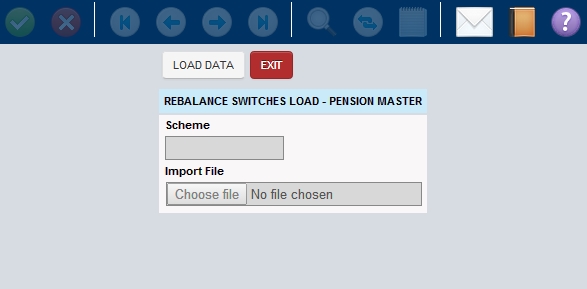 LOAD DATA EXIT
REBALANCE SWITCHES LOAD - PENSION MASTER
Scheme
Import File
Choose file No file chosen